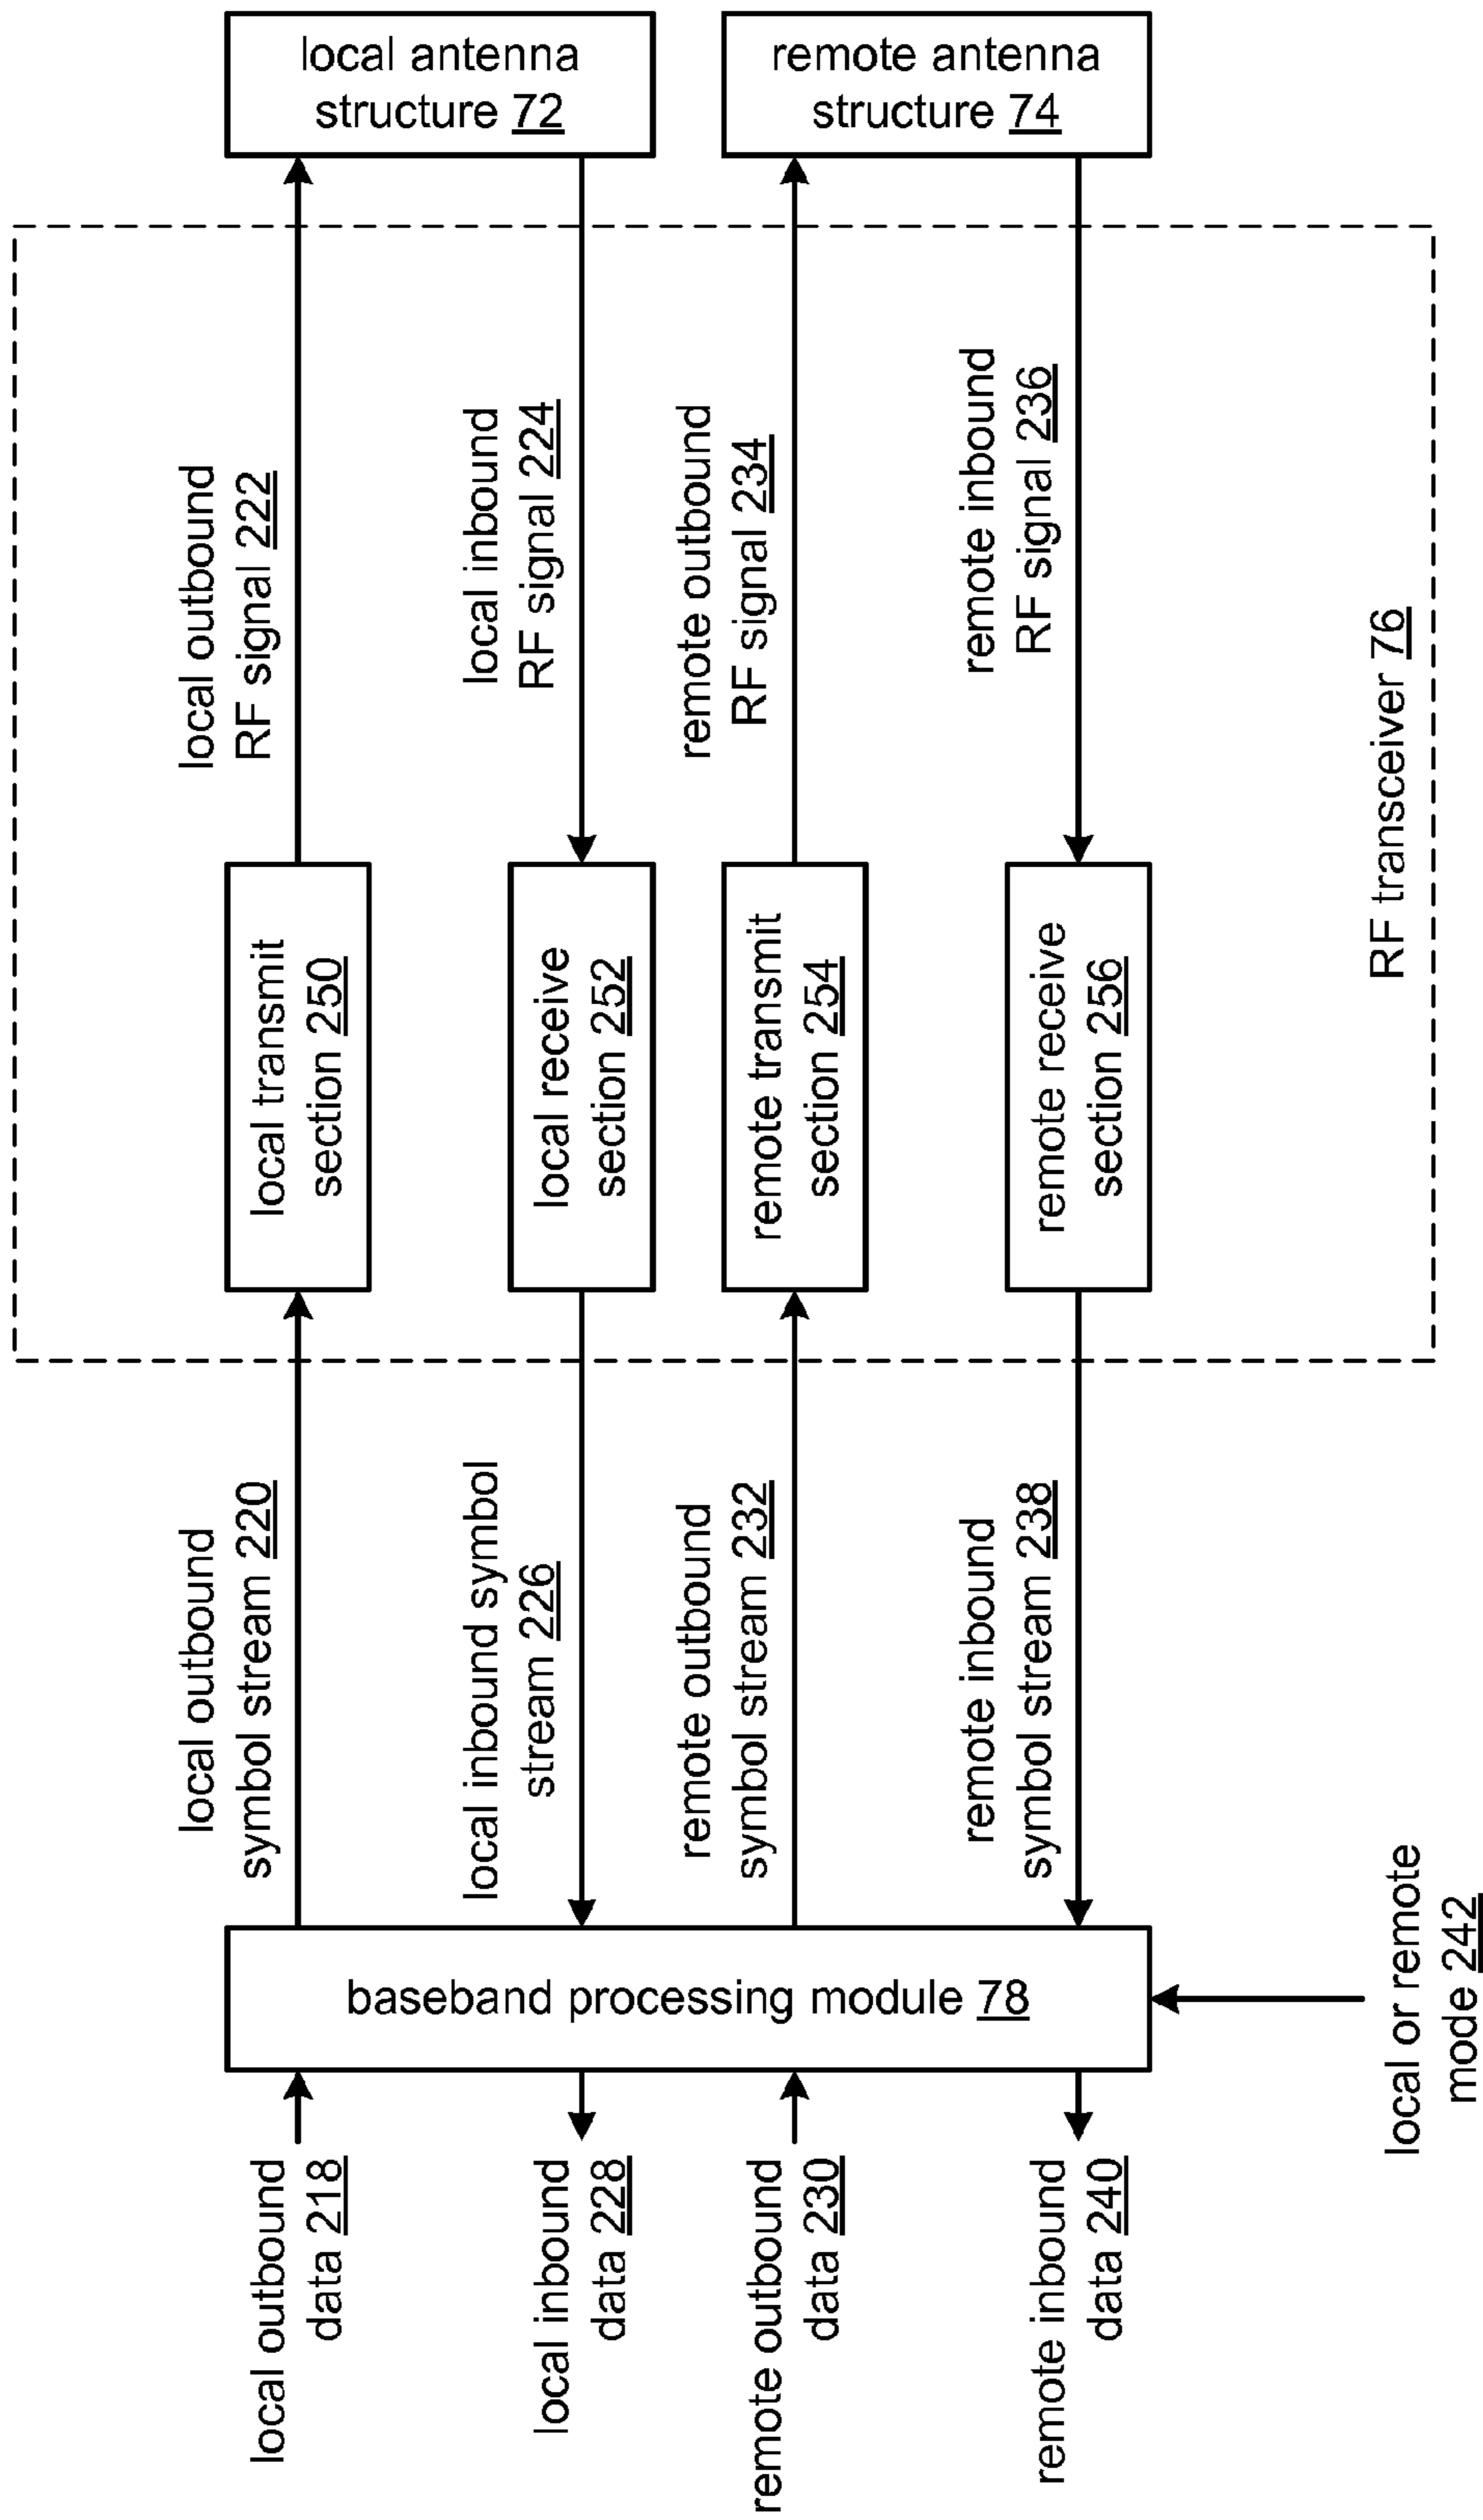 local antenna
structure 72
remote antenna
structure 74
local outbound
RF signal 222
local inbound
RF signal 224
remote outbound
RF signal 234
remote inbound
RF signal 236
RF transceiver 76
local transmit
section 250
local receive
section 252
remote transmit
section 254
remote receive
section 256
local outbound
symbol stream 220
local inbound symbol
stream 226
remote outbound
symbol stream 232
remote inbound
symbol stream 238
baseband processing module 78
local or remote
mode 242
local outbound
data 218
local inbound
data 228
remote outbound
data 230
remote inbound
data 240